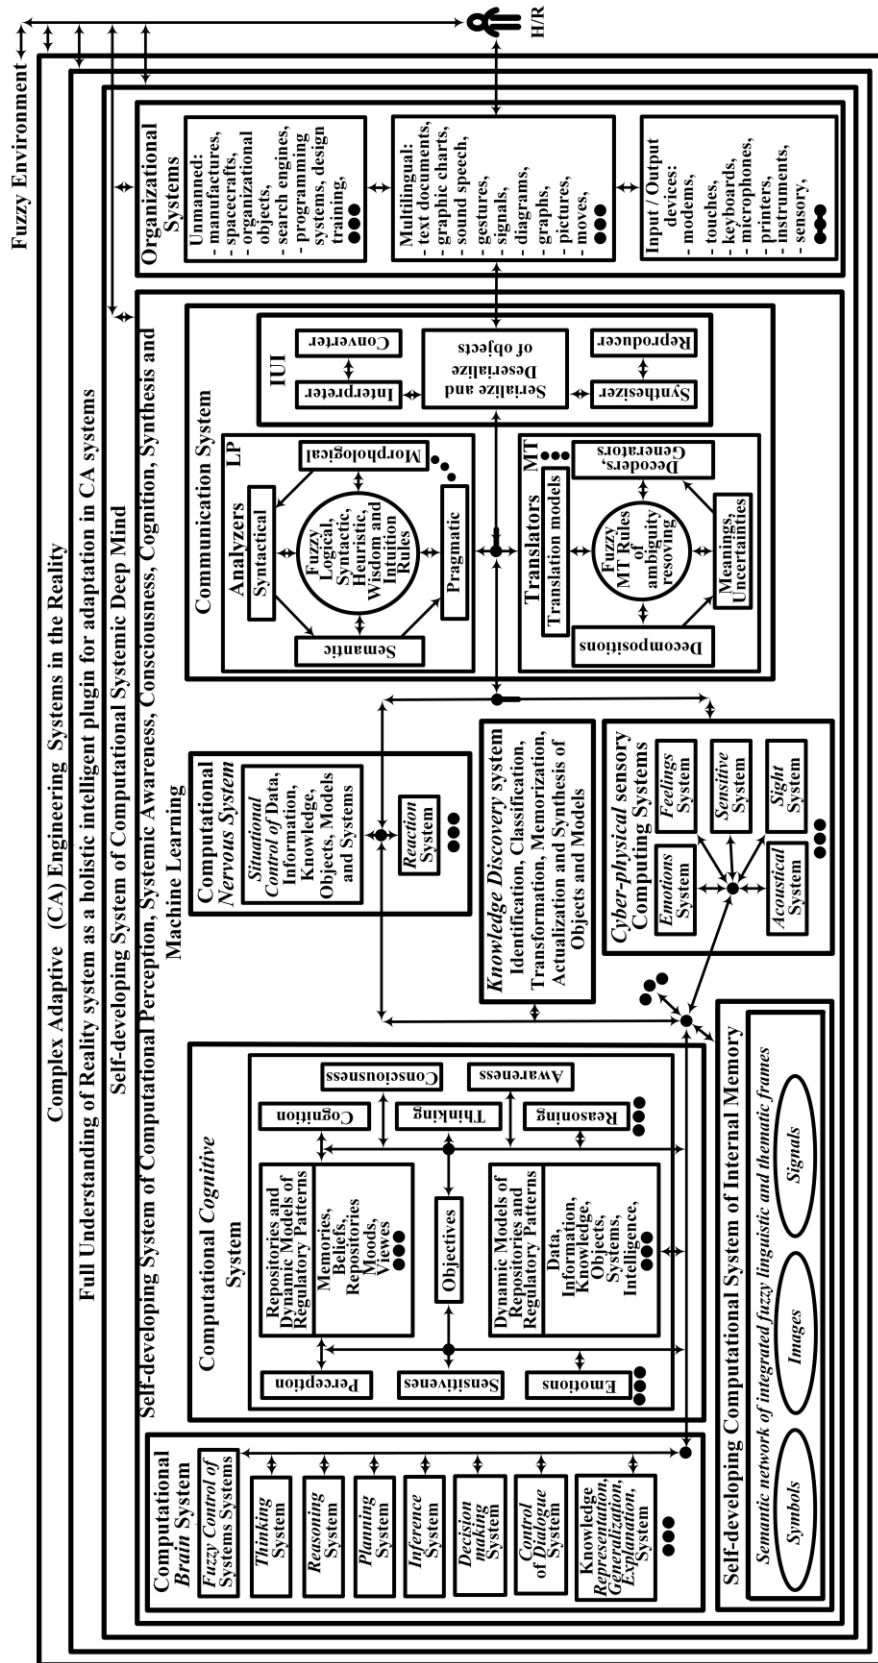 Fuzzy Environment
H/R
Complex Adaptive (CA) Engineering Systems in the Reality
Full Understanding of Reality system as a holistic intelligent plugin for adaptation in CA systems
Self-developing System of Computational Systemic Deep Mind
Self-developing System of Computational Perception, Systemic Awareness, Consciousness, Cognition, Synthesis and
Machine Learning
Computational
Brain System
Fuzzy Control of
Systems Systems
Thinking
System
Reasoning
System
Planning
System
Inference
System
Decision
making
System
Control
of Dialogue
System
Knowledge
Representation,
Generalization,
Explanation,
System
Computational Cognitive
System
Perception
Sensitivenes
Emotions
Repositories and
Dynamic Models of
Regulatory Patterns
Memories,
Beliefs,
Repositories
Moods,
Viewes
Objectives
Dynamic Models of
Repositories and
Regulatory Patterns
Data,
Information,
Knowledge,
Objects,
Systems,
Intelligence,
Cognition
Thinking
Reasoning
Consciousness
Awareness
Self-developing Computational System of Internal Memory
Semantic network of integrated fuzzy linguistic and thematic frames
Symbols
Images
Signals
Computational
Nervous System
Situational
Control of Data,
Information,
Knowledge,
Objects, Models
and Systems
Reaction
System
Knowledge Discovery system
Identification, Classification,
Transformation, Memorization,
Actualization and Synthesis of
Objects and Models
Cyber-physical sensory
Computing Systems
Emotions
System
Feelings
System
Sensitive
System
Acoustical
System
Sight
System
Communication System
Analyzers
LP
Syntactical
Semantic
Fuzzy
Logical,
Syntactic,
Heuristic,
Wisdom and
Intuition
Rules
Morphological
Pragmatic
Translators
MT
Translation models
Decompositions
Fuzzy
MT Rules
of
ambiguity
resoving
Decoders,
Generators
Meanings,
Uncertainties
IUI
Interpreter
Converter
Serialize and
Deserialize
of objects
Synthesizer
Reproducer
Organizational
Systems
Unmanned:
- manufactures,
- spacecrafts,
- organizational
objects,
- search engines,
- programming
systems, design
- training,
Multilingual:
- text documents,
- graphic charts,
- sound speech,
- gestures,
- signals,
- diagrams,
- graphs,
- pictures,
- moves,
Input / Output
devices:
- modems,
- touches,
- keyboards,
- microphones,
- printers,
- instruments,
- sensory,